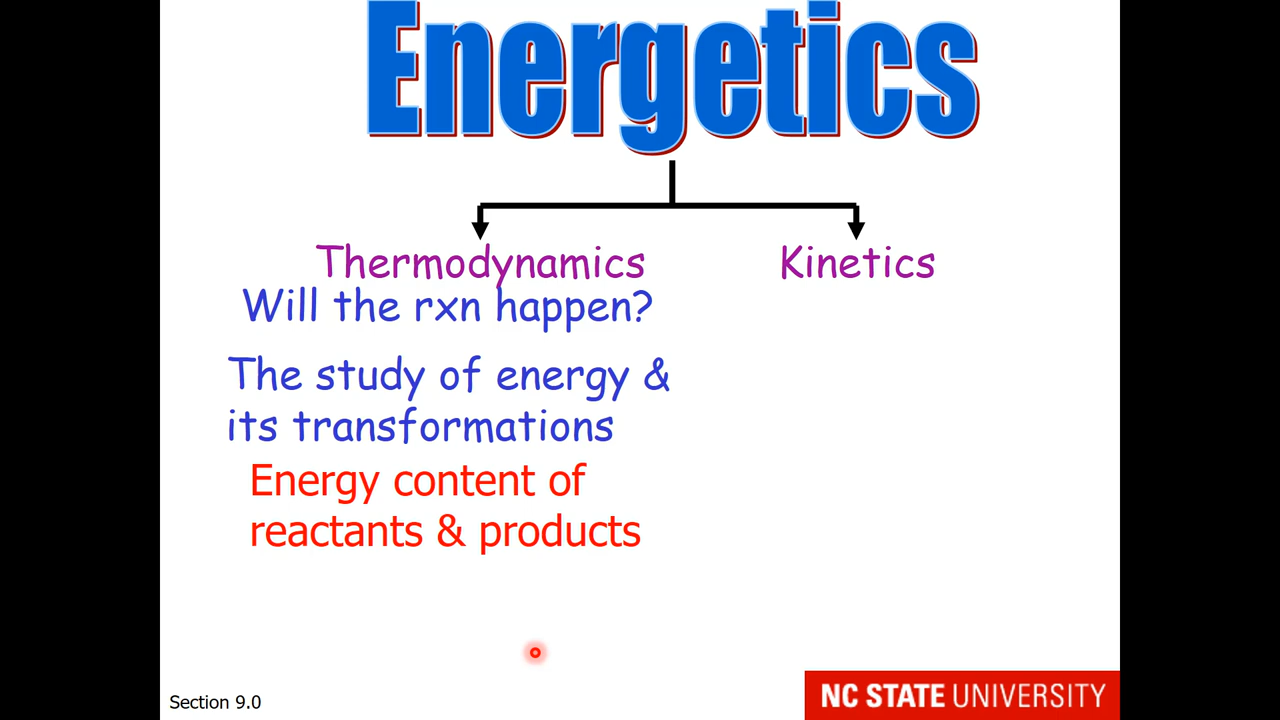 Energetics
Thermodynamics
Will the rxn happen?
The study of energy &
its transformations
Energy content of
reactants & products
Kinetics
Section 9.0
NC STATE UNIVERSITY